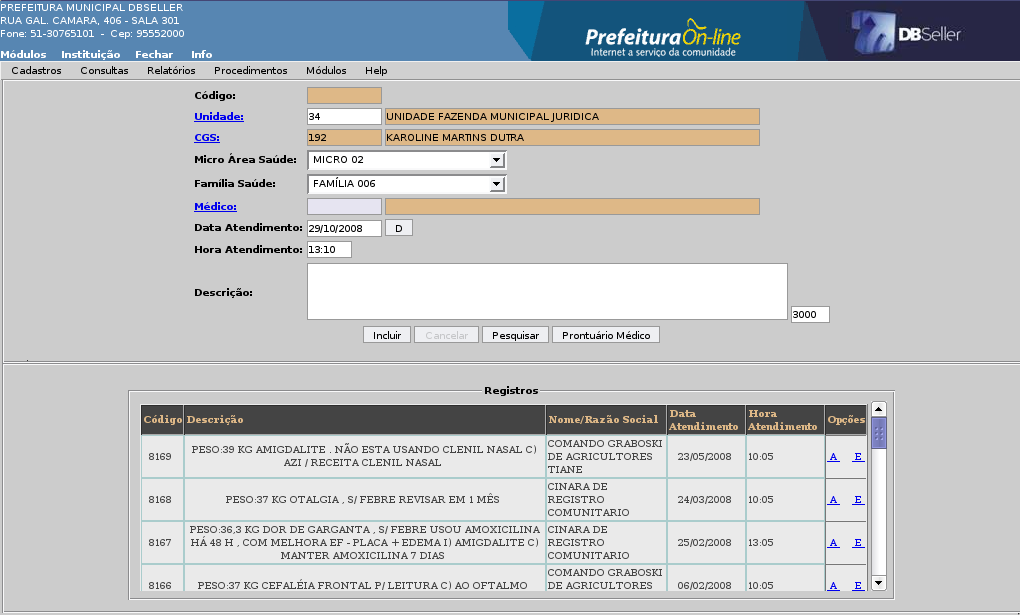 PREFEITURA MUNICIPAL DBSELLER
RUA GAL. CAMARA, 406 - SALA 301
Fone: 51-30765101 - Cep: 95552000
Prefeitura On-line
Internet a serviço da comunidade
DBSeller
Módulos Instituição Fechar Info
Cadastros Consultas Relatórios Procedimentos Módulos Help
Código:
Unidade: 34 UNIDADE FAZENDA MUNICIPAL JURIDICA
CGS: 192 KAROLINE MARTINS DUTRA
Micro Área Saúde: MICRO 02
Família Saúde: FAMÍLIA 006
Médico:
Data Atendimento: 29/10/2008 D
Hora Atendimento: 13:10
Descrição:
3000
Incluir Cancelar Pesquisar Prontuário Médico
Registros
Código Descrição Nome/Razão Social Data Atendimento Hora Atendimento Opções
8169 PESO:39 KG AMIGDALITE . NÃO ESTA USANDO CLENIL NASAL C) AZI / RECEITA CLENIL NASAL COMANDO GRABOSKI DE AGRICULTORES TIANE 23/05/2008 10:05 A E
8168 PESO:37 KG OTALGIA , S/ FEBRE REVISAR EM 1 MÊS CINARA DE REGISTRO COMUNITARIO 24/03/2008 10:05 A E
8167 PESO:36,3 KG DOR DE GARGANTA , S/ FEBRE USOU AMOXICILINA HÁ 48 H , COM MELHORA EF - PLACA + EDEMA I) AMIGDALITE C) MANTER AMOXICILINA 7 DIAS CINARA DE REGISTRO COMUNITARIO 25/02/2008 13:05 A E
8166 PESO:37 KG CEFALÉIA FRONTAL P/ LEITURA C) AO OFTALMO COMANDO GRABOSKI DE AGRICULTORES 06/02/2008 10:05 A E